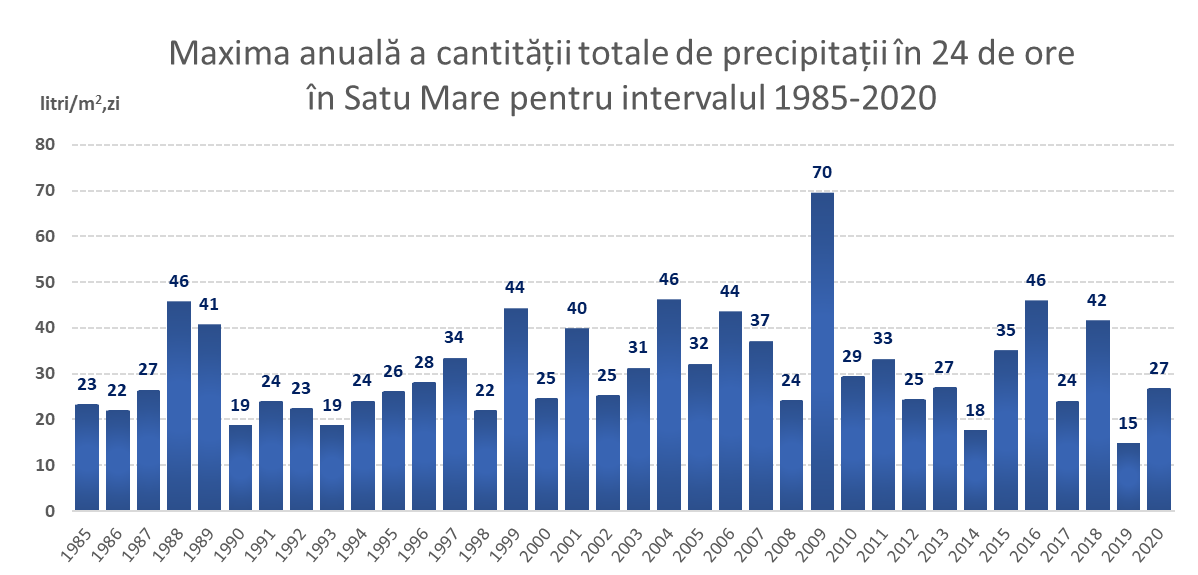 Maxima anuală a cantității totale de precipitații în 24 de ore
în Satu Mare pentru intervalul 1985-2020
litri/m²,zi
80
70
60
50
40
30
20
10
0
23 22 27 46 41 19 24 23 19 24 26 28 34 22 44 25 40 25 31 46 32 44 37 24 70 29 33 25 27 18 35 46 24 42 15 27
1985 1986 1987 1988 1989 1990 1991 1992 1993 1994 1995 1996 1997 1998 1999 2000 2001 2002 2003 2004 2005 2006 2007 2008 2009 2010 2011 2012 2013 2014 2015 2016 2017 2018 2019 2020